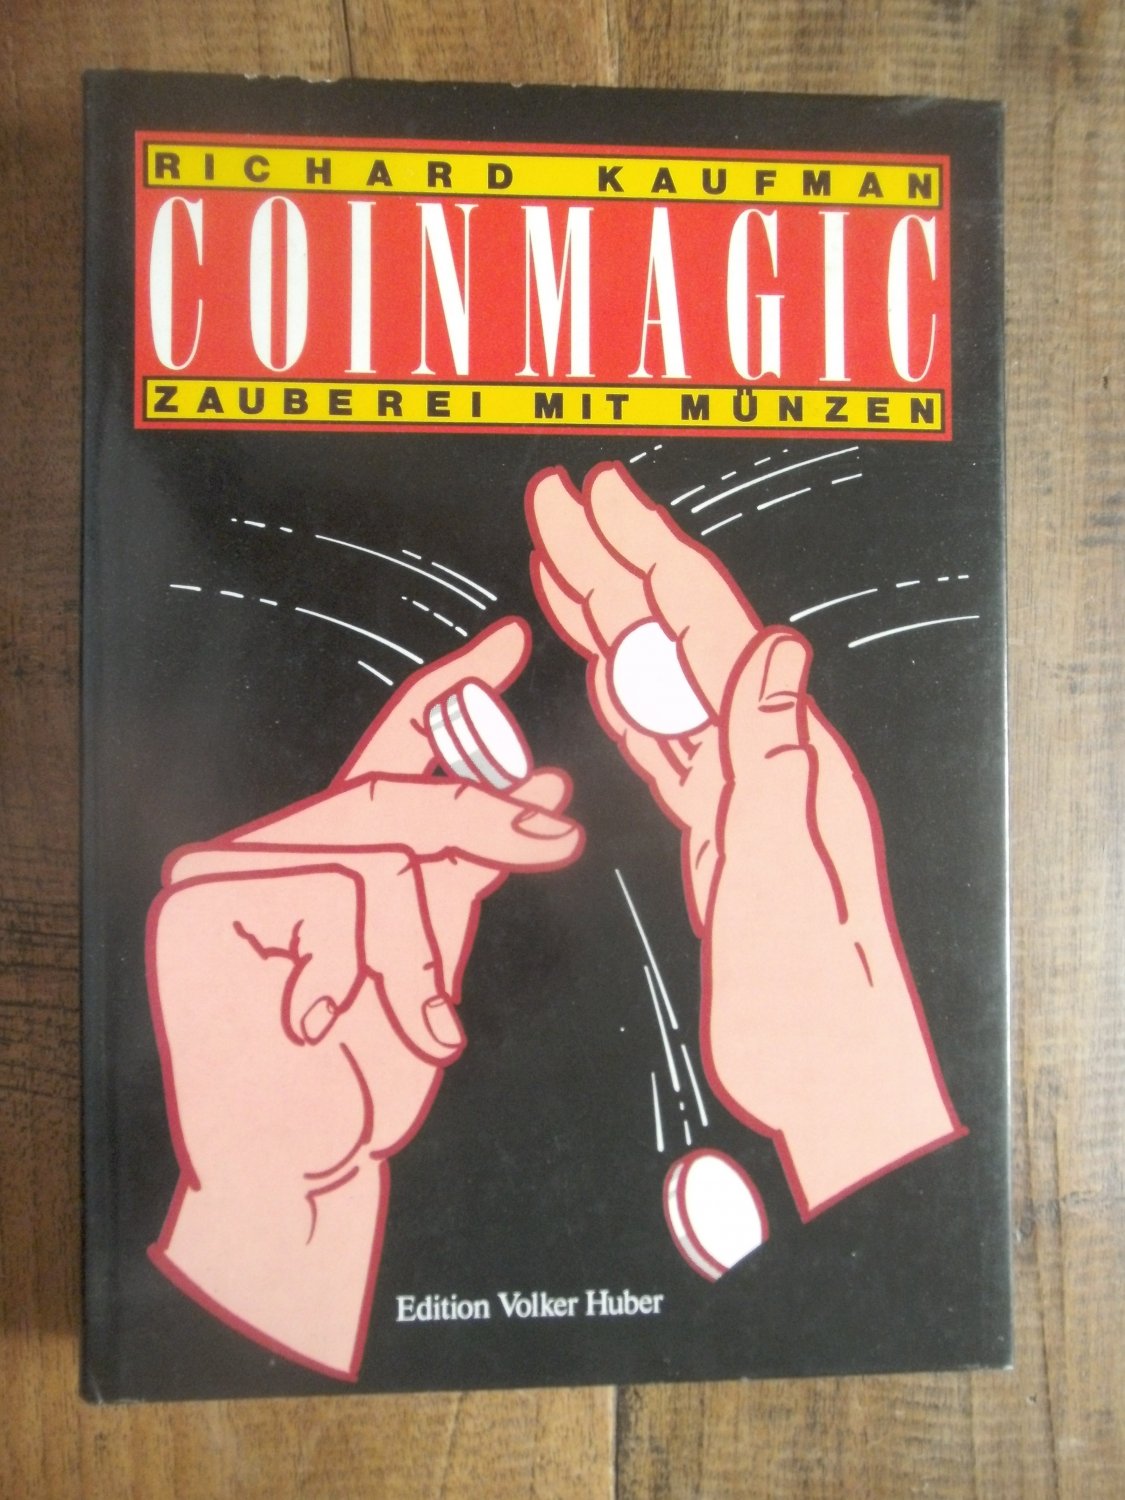 RICHARD KAUFMAN
COINMAGIC
ZAUBEREI MIT MÜNZEN
Edition Volker Huber